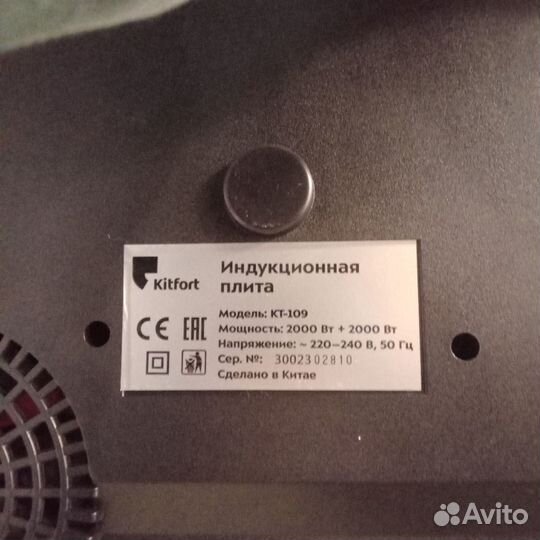 Kitfort
Индукционная
плита
Модель: КТ-109
Мощность: 2000 Вт + 2000 Вт
Напряжение: ~ 220–240 В, 50 Гц
Сер. №: 3002302810
Сделано в Китае
CE EAC
Avito